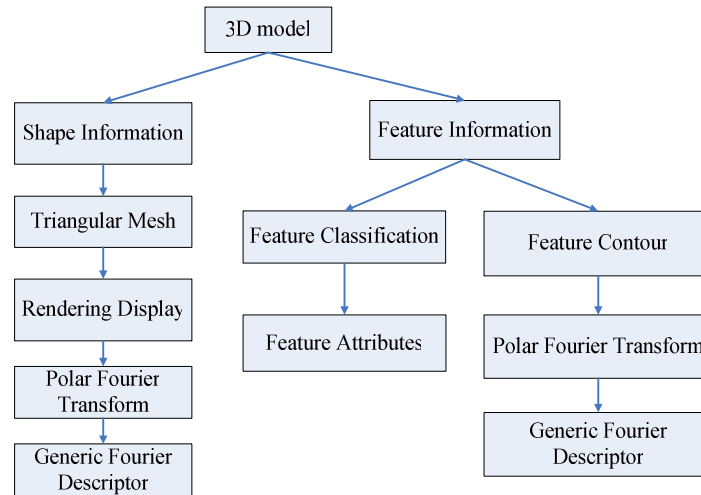 3D model
Shape Information
Feature Information
Triangular Mesh
Feature Classification
Feature Contour
Rendering Display
Feature Attributes
Polar Fourier Transform
Polar Fourier
Transform
Generic Fourier
Descriptor
Generic Fourier
Descriptor